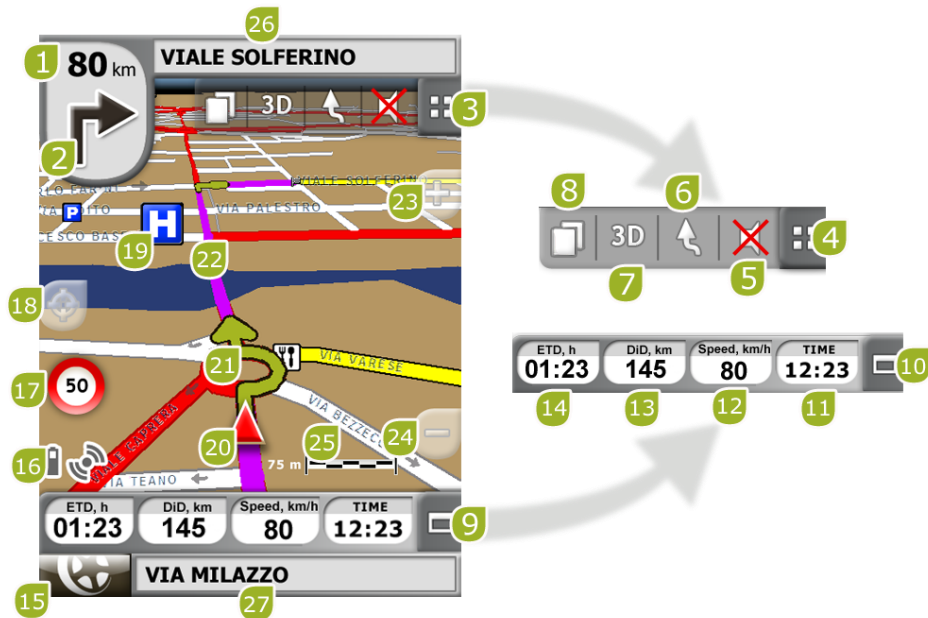 26
1
80 km
VIALE SOLFERINO
2
3D
3
VIALE SOLFERINO
23
P
VIA PALESTRO
H
19
22
18
21
VIA VARESE
17
50
VIALE CAPRERA
20
25
24
75 m
VIA BEZZECC
16
VIA TEANO
ETD, h
01:23
DiD, km
145
Speed, km/h
80
TIME
12:23
9
15
VIA MILAZZO
27
8
6
3D
4
7
5
ETD, h
01:23
DiD, km
145
Speed, km/h
80
TIME
12:23
10
14
13
12
11